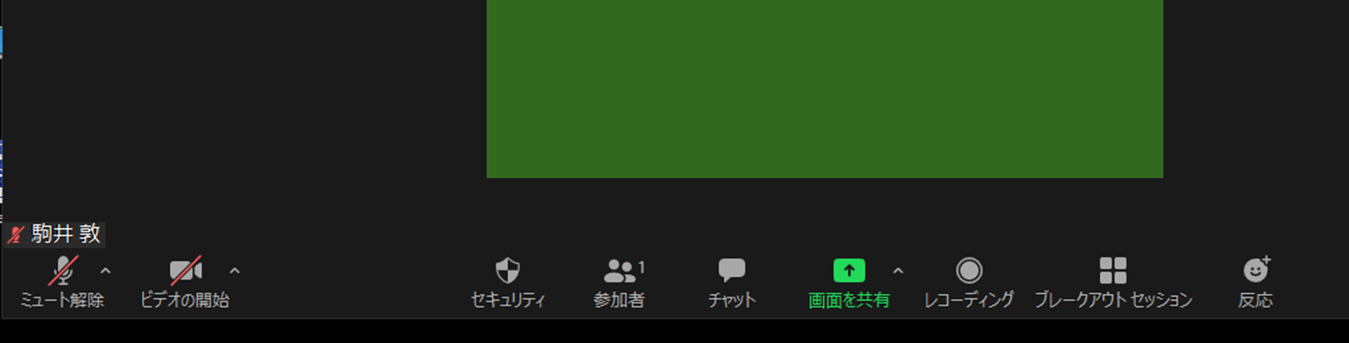 駒井 敦
1
ミュート解除 ビデオの開始 セキュリティ 参加者 チャット 画面を共有 レコーディング ブレークアウト セッション 反応